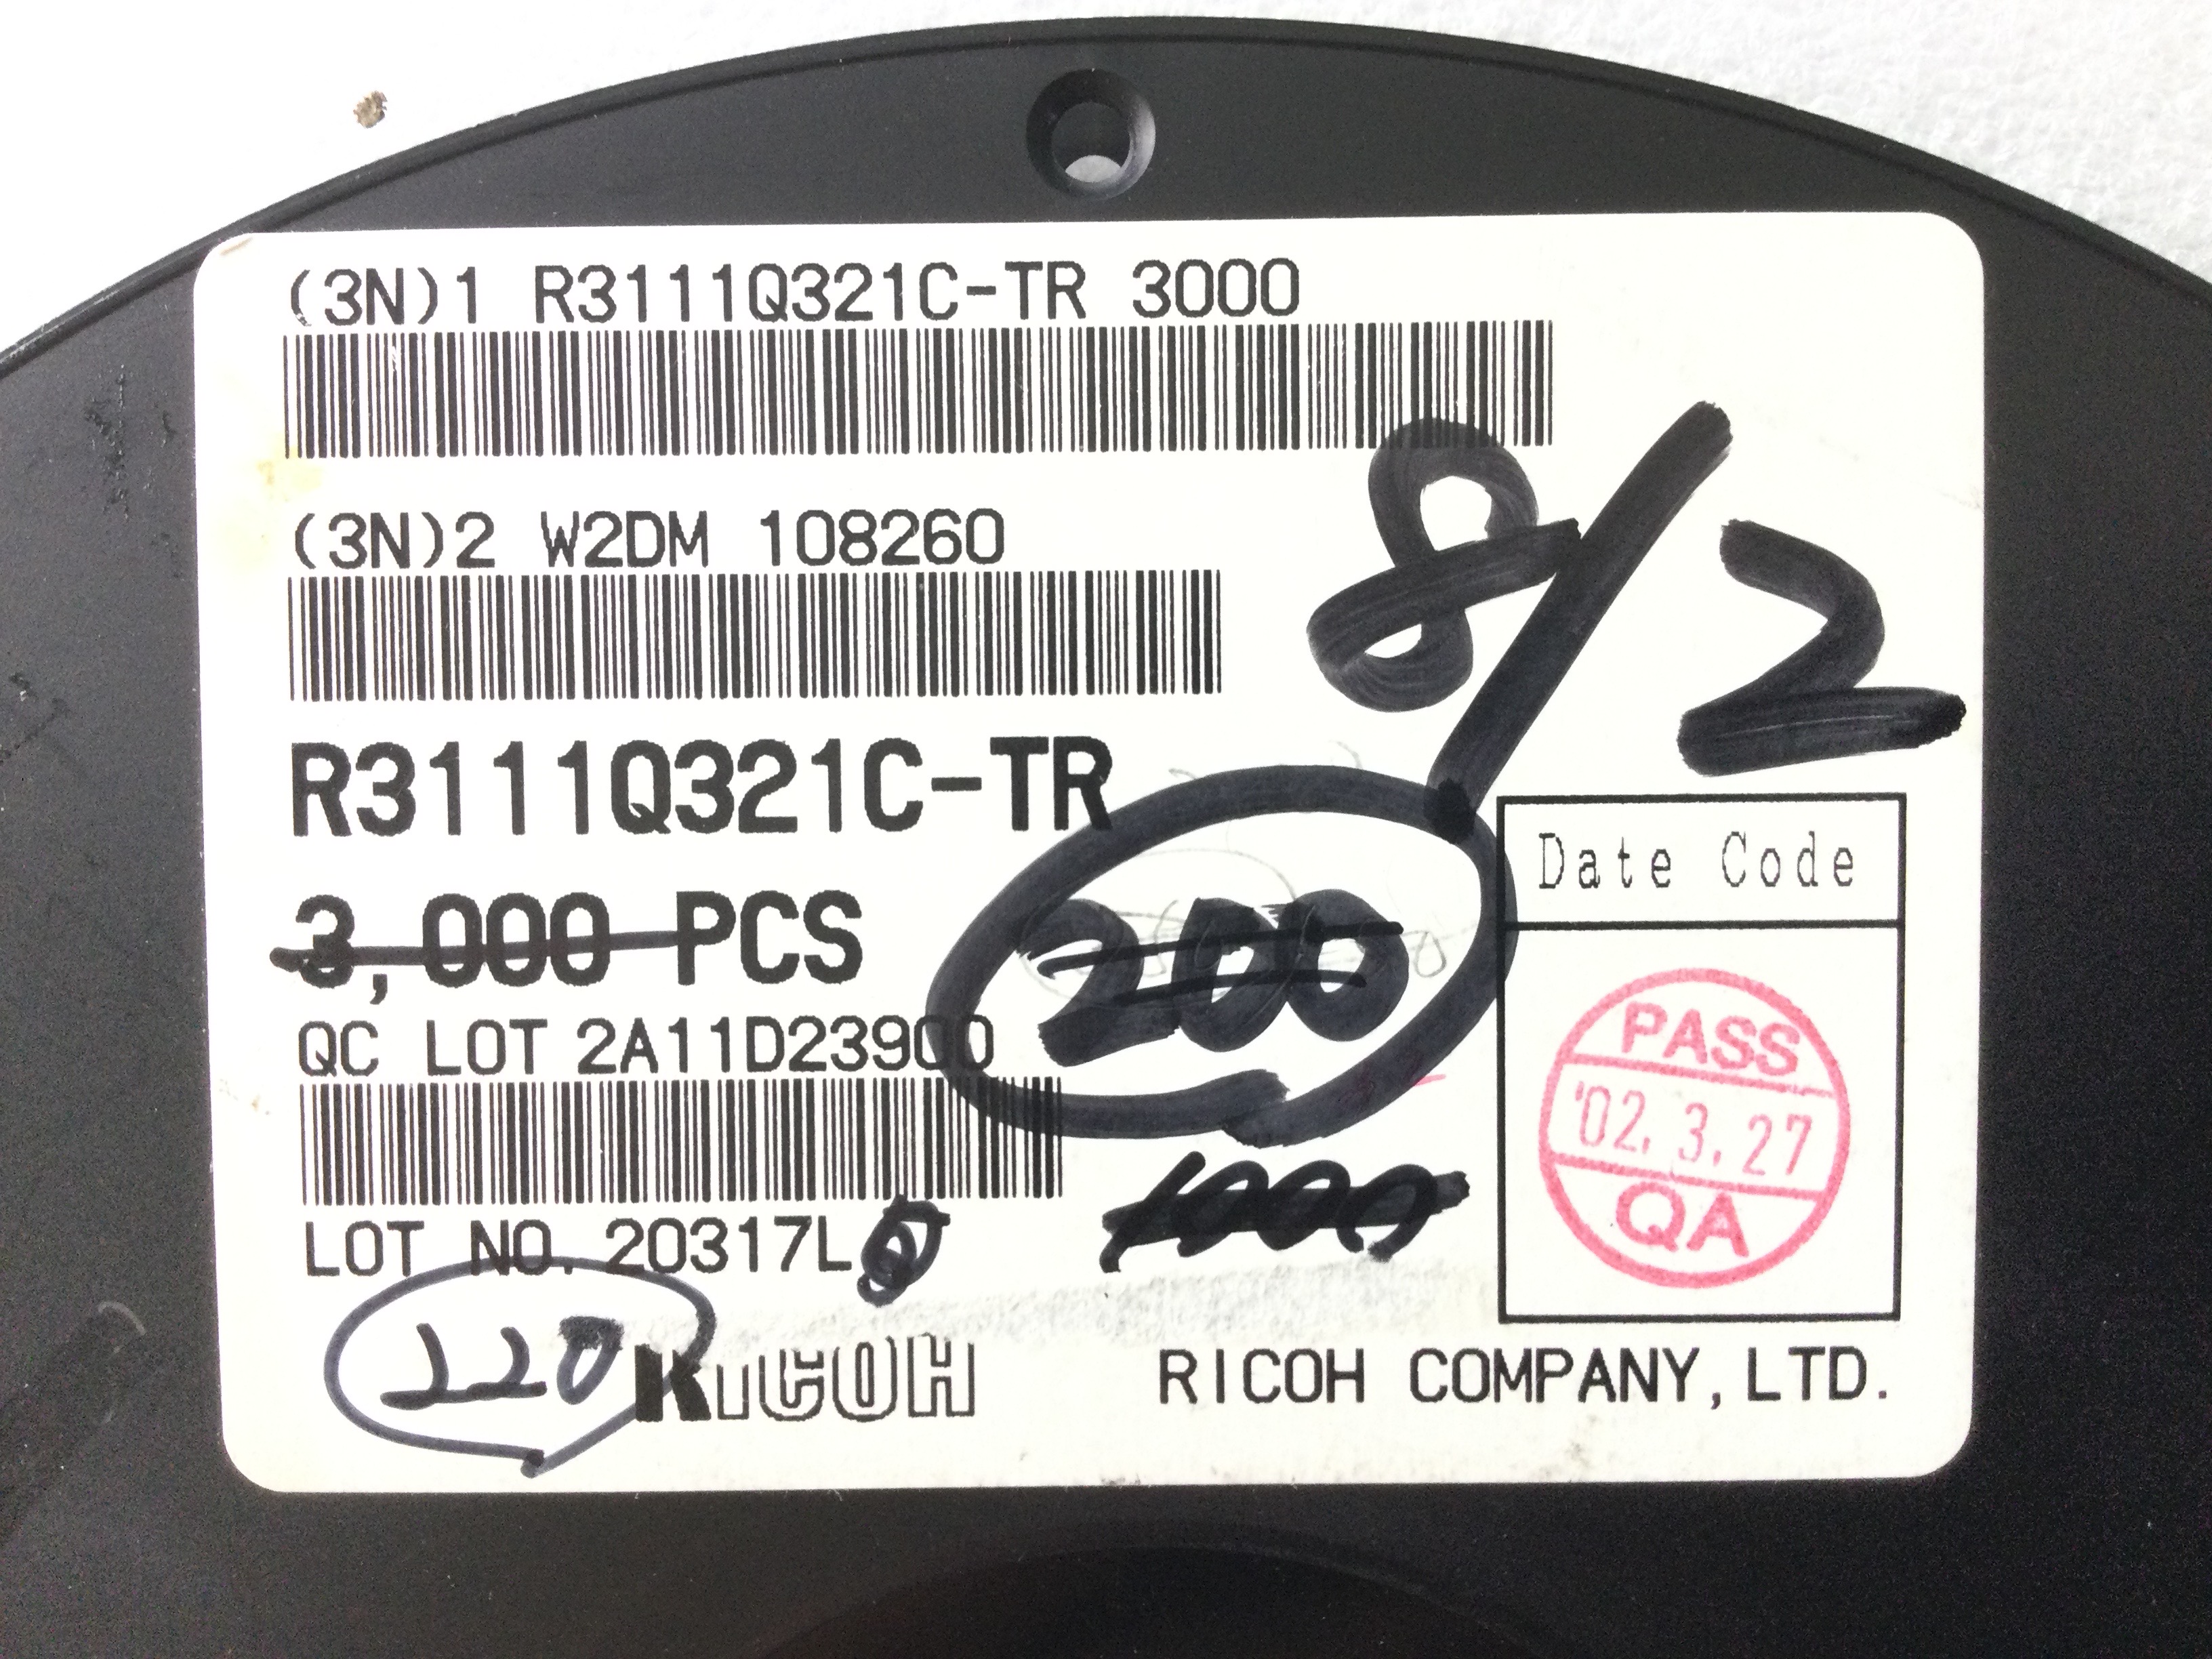 (3N)1 R3111Q321C-TR 3000
8/2
(3N)2 W2DM 108260
R3111Q321C-TR
3,000 PCS
200
Date Code
PASS
'02. 3. 27
QA
QC LOT 2A11D23900
1000
LOT NO. 20317L
220
RICOH
RICOH COMPANY, LTD.